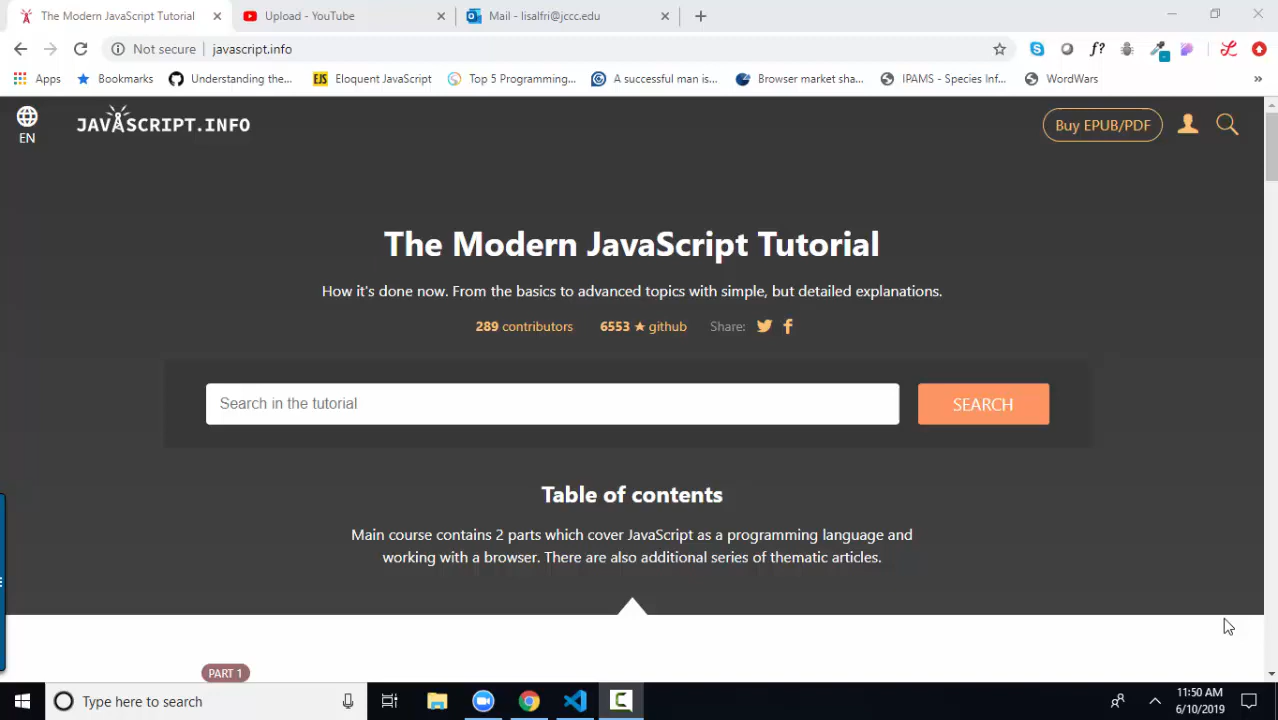 The Modern JavaScript Tutorial
Upload - YouTube
Mail - lisalfri@jccc.edu
Not secure | javascript.info
f?
Apps
Bookmarks
Understanding the...
EJS Eloquent JavaScript
Top 5 Programming...
A successful man is...
Browser market sha...
IPAMS - Species Inf...
WordWars
»
EN
JAVASCRIPT.INFO
Buy EPUB/PDF
The Modern JavaScript Tutorial
How it's done now. From the basics to advanced topics with simple, but detailed explanations.
289 contributors
6553 ★ github
Share:
Search in the tutorial
SEARCH
Table of contents
Main course contains 2 parts which cover JavaScript as a programming language and
working with a browser. There are also additional series of thematic articles.
PART 1
Type here to search
11:50 AM
6/10/2019